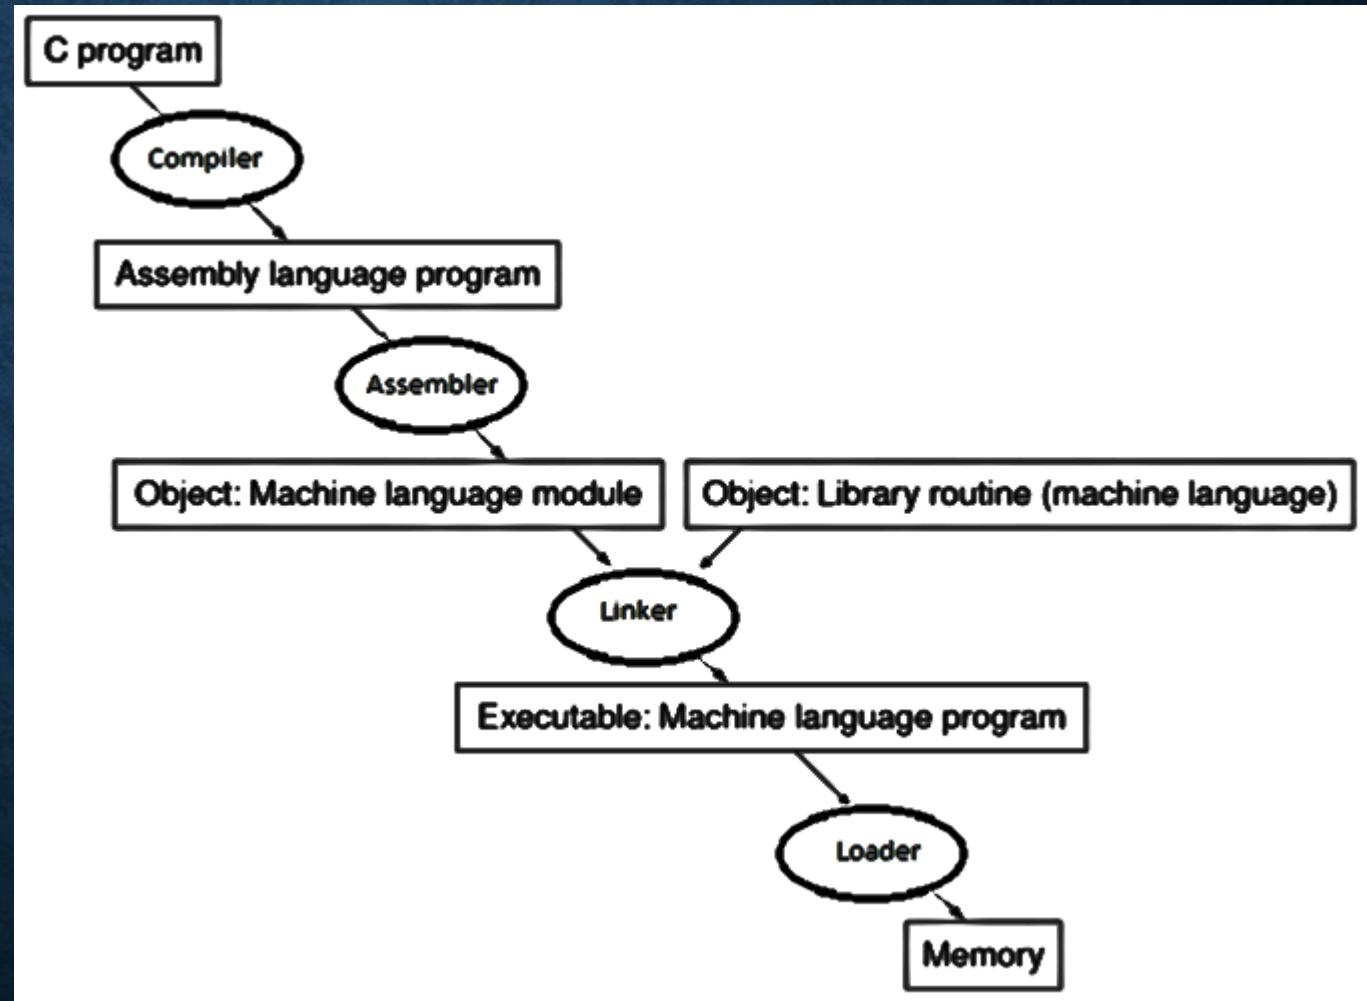 C program
Compiler
Assembly language program
Assembler
Object: Machine language module
Object: Library routine (machine language)
Linker
Executable: Machine language program
Loader
Memory